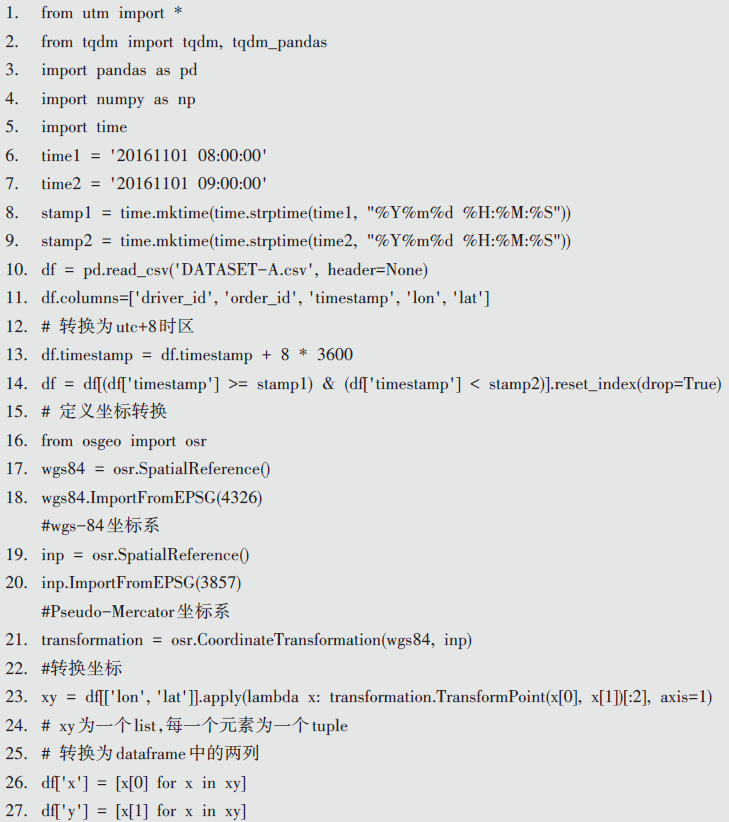 1. from utm import *
2. from tqdm import tqdm, tqdm_pandas
3. import pandas as pd
4. import numpy as np
5. import time
6. time1 = '20161101 08:00:00'
7. time2 = '20161101 09:00:00'
8. stamp1 = time.mktime(time.strptime(time1, "%Y%m%d %H:%M:%S"))
9. stamp2 = time.mktime(time.strptime(time2, "%Y%m%d %H:%M:%S"))
10. df = pd.read_csv('DATASET-A.csv', header=None)
11. df.columns=['driver_id', 'order_id', 'timestamp', 'lon', 'lat']
12. # 转换为utc+8时区
13. df.timestamp = df.timestamp + 8 * 3600
14. df = df[(df['timestamp'] >= stamp1) & (df['timestamp'] < stamp2)].reset_index(drop=True)
15. # 定义坐标转换
16. from osgeo import osr
17. wgs84 = osr.SpatialReference()
18. wgs84.ImportFromEPSG(4326)
#wgs-84坐标系
19. inp = osr.SpatialReference()
20. inp.ImportFromEPSG(3857)
#Pseudo-Mercator坐标系
21. transformation = osr.CoordinateTransformation(wgs84, inp)
22. #转换坐标
23. xy = df[['lon', 'lat']].apply(lambda x: transformation.TransformPoint(x[0], x[1])[:2], axis=1)
24. # xy为一个list,每一个元素为一个tuple
25. # 转换为dataframe中的两列
26. df['x'] = [x[0] for x in xy]
27. df['y'] = [x[1] for x in xy]